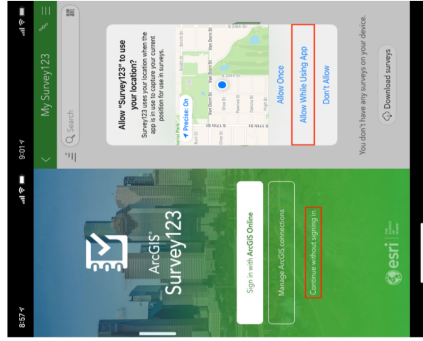 8:57
ArcGIS®
Survey123
Sign in with ArcGIS Online
Manage ArcGIS connections
Continue without signing in
esri
9:01
My Survey123
Search
Allow "Survey123" to use
your location?
Survey123 uses your location when the
app is in use to capture your current
position for use in surveys.
Precise: On
Allow Once
Allow While Using App
Don't Allow
You don't have any surveys on your device.
Download surveys